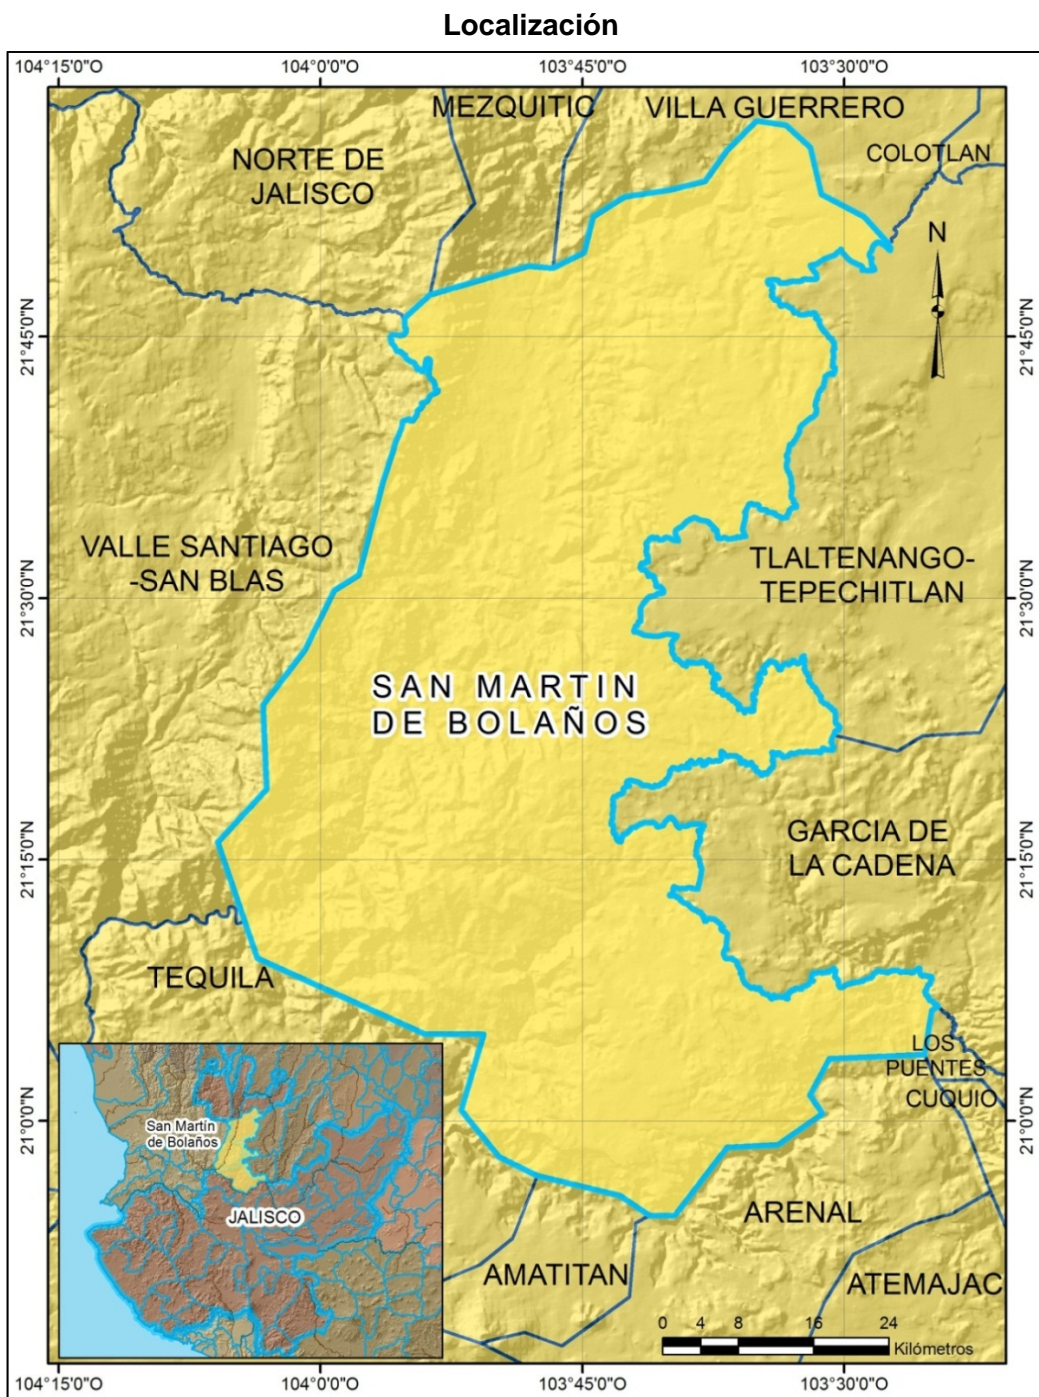 Localización
104°15'0"O
104°0'0"O
103°45'0"O
103°30'0"O
MEZQUITIC
VILLA GUERRERO
COLOTLAN
NORTE DE
JALISCO
N
21°45'0"N
21°45'0"N
VALLE SANTIAGO
-SAN BLAS
TLALTENANGO-
TEPECHITLAN
21°30'0"N
21°30'0"N
SAN MARTIN
DE BOLAÑOS
GARCIA DE
LA CADENA
21°15'0"N
21°15'0"N
TEQUILA
LOS
PUENTES
CUQUIO
21°0'0"N
21°0'0"N
San Martín
de Bolaños
JALISCO
ARENAL
AMATITAN
ATEMAJAC
0 4 8 16 24
Kilómetros
104°15'0"O
104°0'0"O
103°45'0"O
103°30'0"O